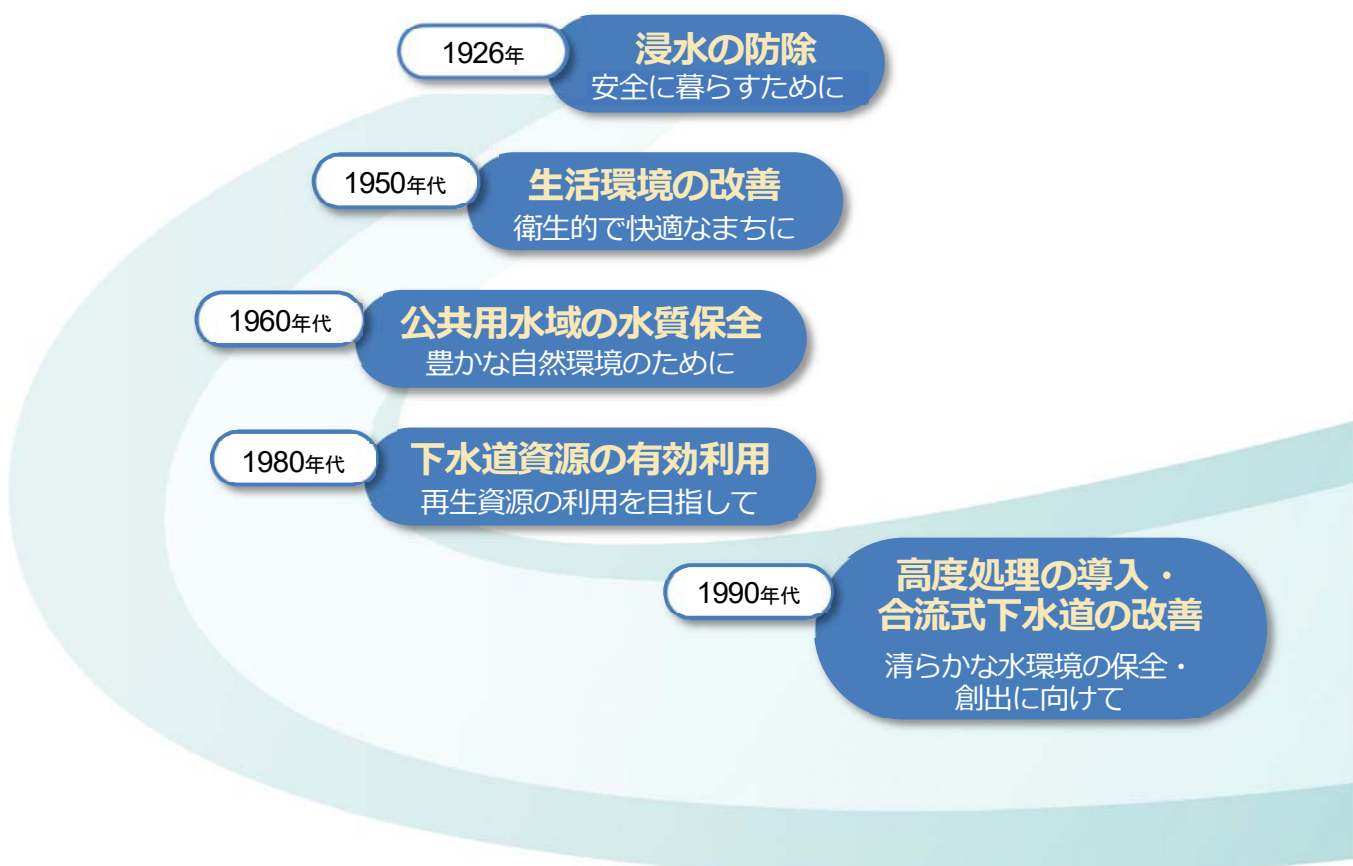 1926年
浸水の防除
安全に暮らすために
1950年代
生活環境の改善
衛生的で快適なまちに
1960年代
公共用水域の水質保全
豊かな自然環境のために
1980年代
下水道資源の有効利用
再生資源の利用を目指して
1990年代
高度処理の導入・
合流式下水道の改善
清らかな水環境の保全・
創出に向けて